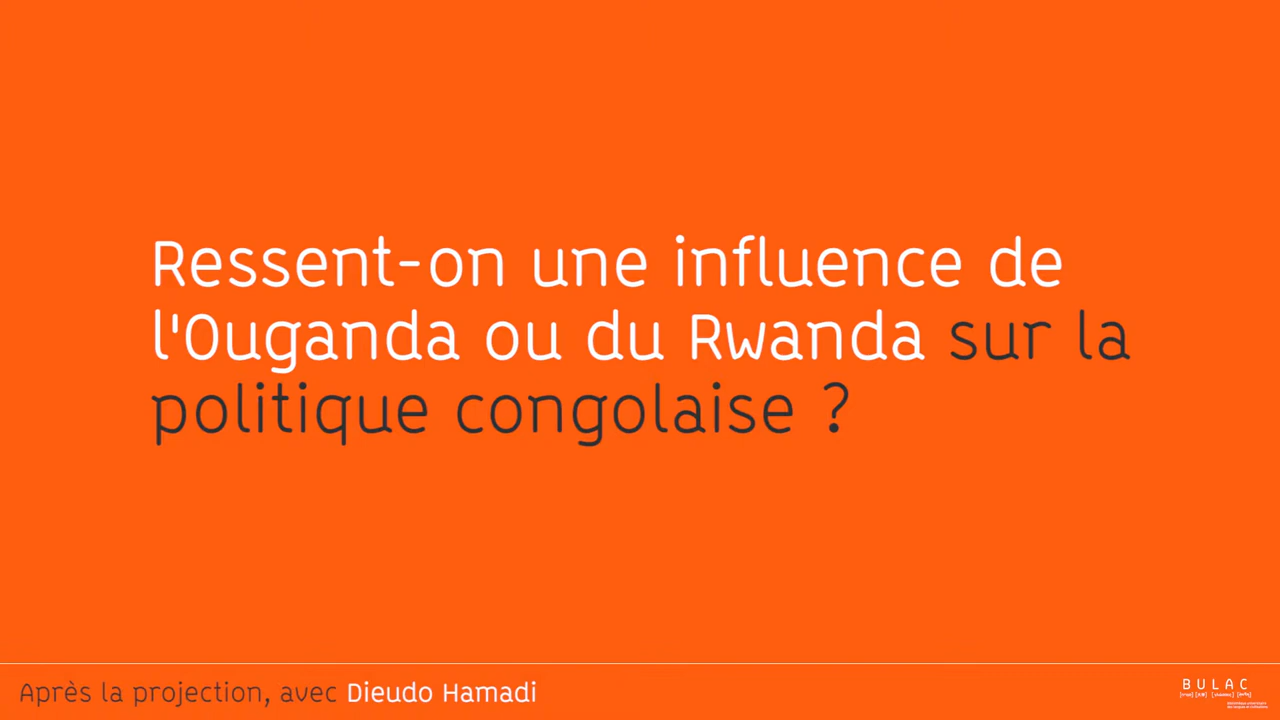 Ressent-on une influence de
l'Ouganda ou du Rwanda sur la
politique congolaise ?
Après la projection, avec Dieudo Hamadi
BULAC